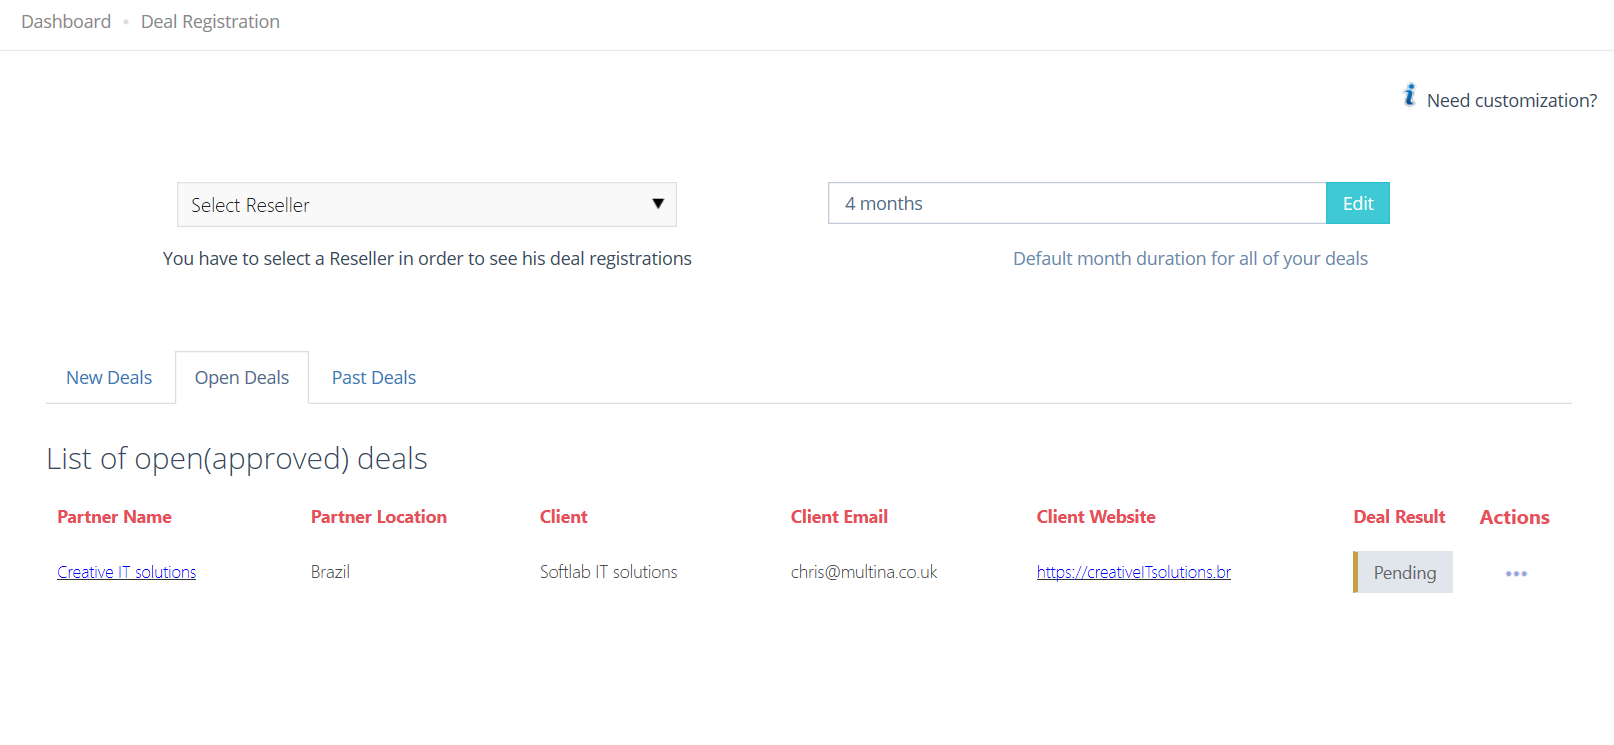 Dashboard • Deal Registration
i Need customization?
Select Reseller ▼
4 months Edit
You have to select a Reseller in order to see his deal registrations
Default month duration for all of your deals
New Deals Open Deals Past Deals
List of open(approved) deals
Partner Name Partner Location Client Client Email Client Website Deal Result Actions
Creative IT solutions Brazil Softlab IT solutions chris@multina.co.uk https://creativeITsolutions.br Pending •••